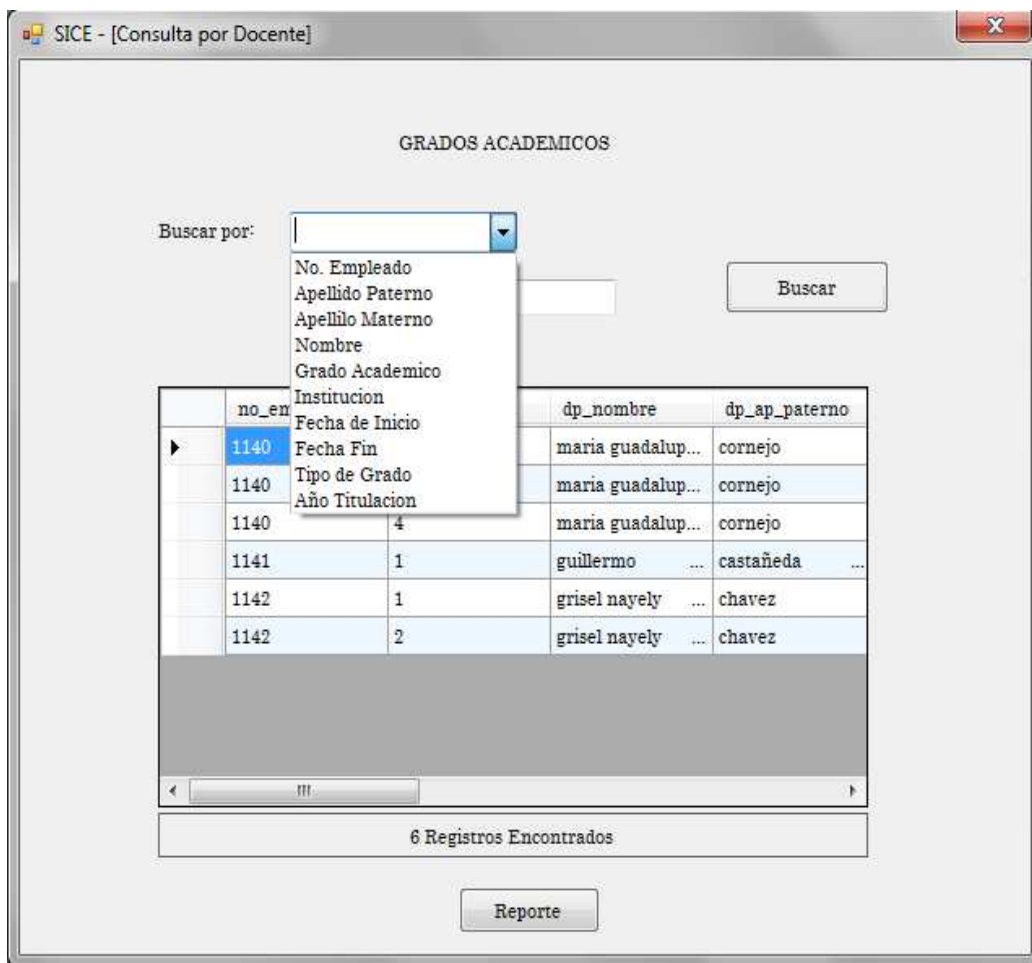 SICE - [Consulta por Docente]
GRADOS ACADEMICOS
Buscar por:
No. Empleado
Apellido Paterno
Apellilo Materno
Nombre
Grado Academico
Institucion
Fecha de Inicio
Fecha Fin
Tipo de Grado
Año Titulacion
Buscar
no_em dp_nombre dp_ap_paterno
1140 maria guadalup... cornejo
1140 maria guadalup... cornejo
1140 4 maria guadalup... cornejo
1141 1 guillermo ... castañeda ...
1142 1 grisel nayely ... chavez
1142 2 grisel nayely ... chavez
6 Registros Encontrados
Reporte